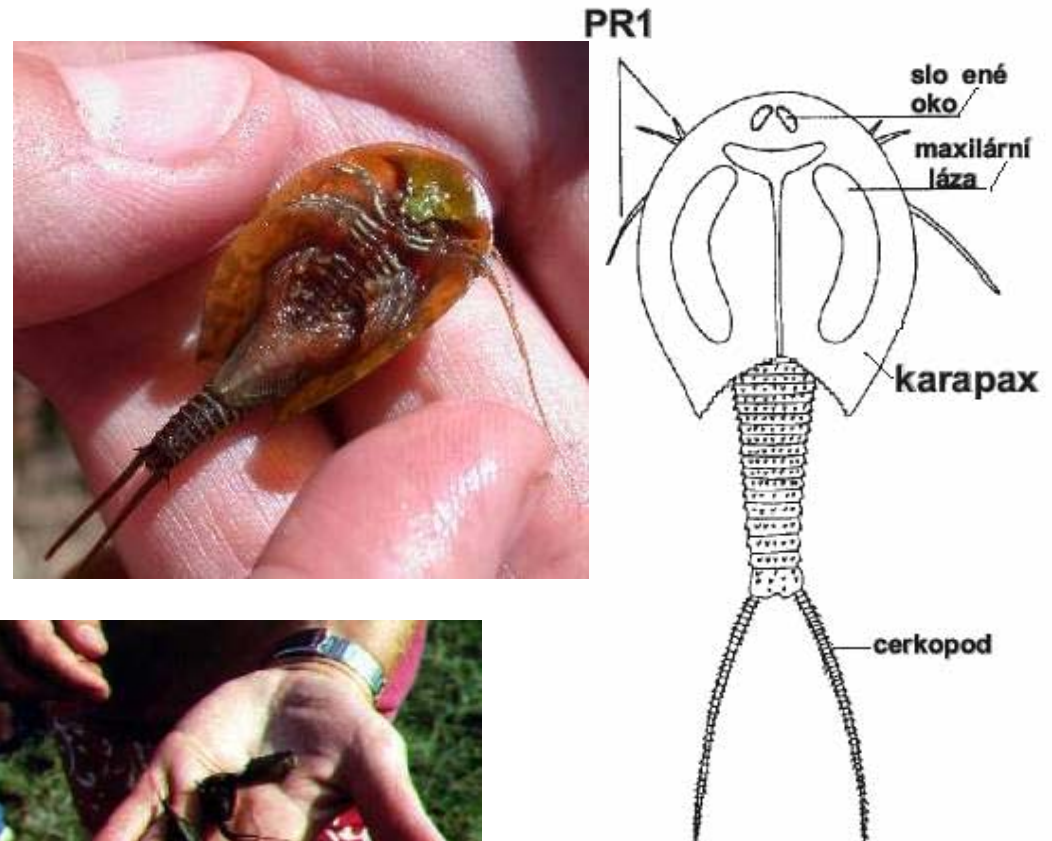 PR1
slo ené
oko
maxilární
láza
karapax
cerkopod